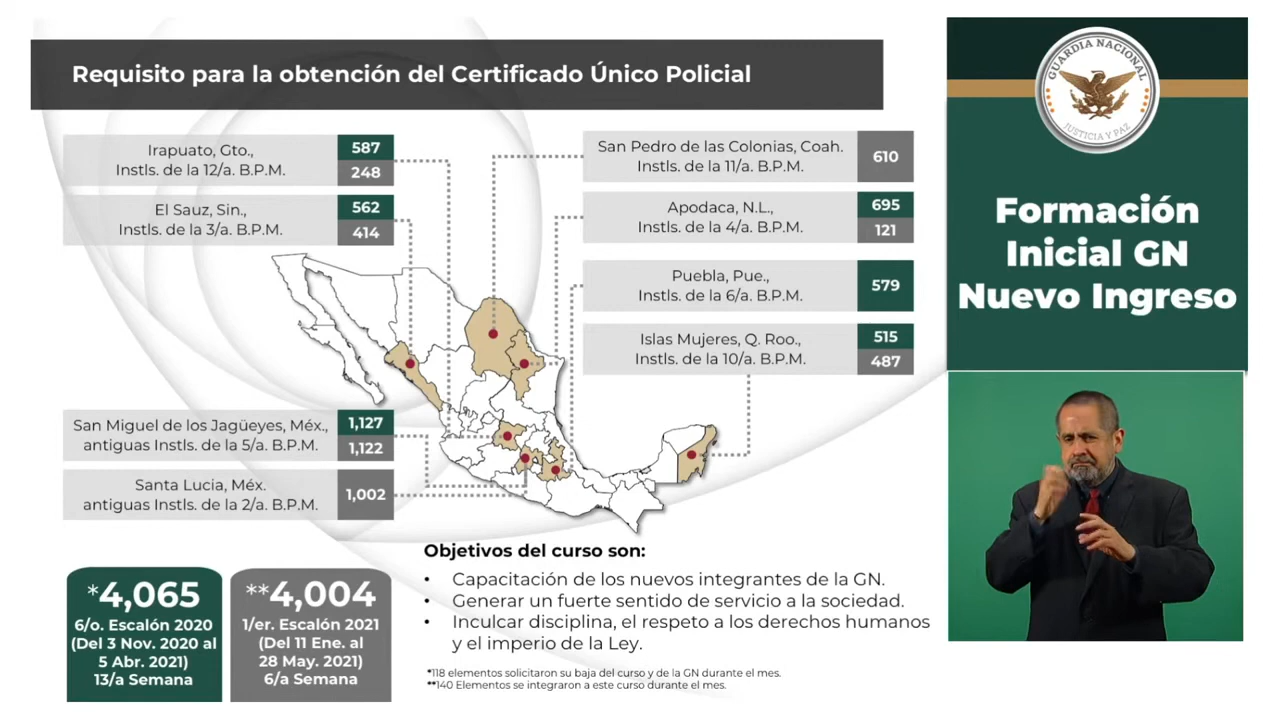 Requisito para la obtención del Certificado Único Policial
Irapuato, Gto.,
Instls. de la 12/a. B.P.M.
587
248
El Sauz, Sin.,
Instls. de la 3/a. B.P.M.
562
414
San Miguel de los Jagüeyes, Méx.,
antiguas Instls. de la 5/a. B.P.M.
1,127
1,122
Santa Lucia, Méx.
antiguas Instls. de la 2/a. B.P.M.
1,002
San Pedro de las Colonias, Coah.
Instls. de la 11/a. B.P.M.
610
Apodaca, N.L.,
Instls. de la 4/a. B.P.M.
695
121
Puebla, Pue.,
Instls. de la 6/a. B.P.M.
579
Islas Mujeres, Q. Roo.,
Instls. de la 10/a. B.P.M.
515
487
*4,065
6/o. Escalón 2020
(Del 3 Nov. 2020 al
5 Abr. 2021)
13/a Semana
**4,004
1/er. Escalón 2021
(Del 11 Ene. al
28 May. 2021)
6/a Semana
Objetivos del curso son:
• Capacitación de los nuevos integrantes de la GN.
• Generar un fuerte sentido de servicio a la sociedad.
• Inculcar disciplina, el respeto a los derechos humanos
y el imperio de la Ley.
*118 elementos solicitaron su baja del curso y de la GN durante el mes.
**140 Elementos se integraron a este curso durante el mes.
GUARDIA NACIONAL
JUSTICIA Y PAZ
Formación
Inicial GN
Nuevo Ingreso